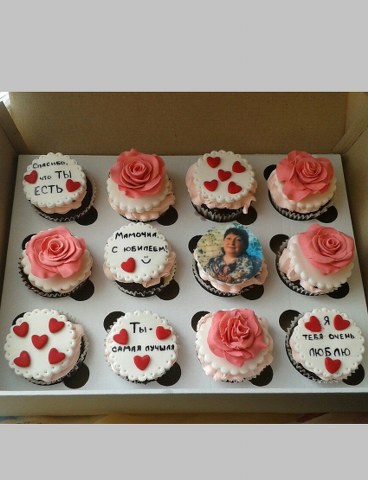 Спасибо,
что ТЫ
ЕСТЬ
Мамочка,
С юбилеем!
Ты -
САМАЯ ЛУЧШАЯ
Я
ТЕБЯ ОЧЕНЬ
ЛЮБЛЮ